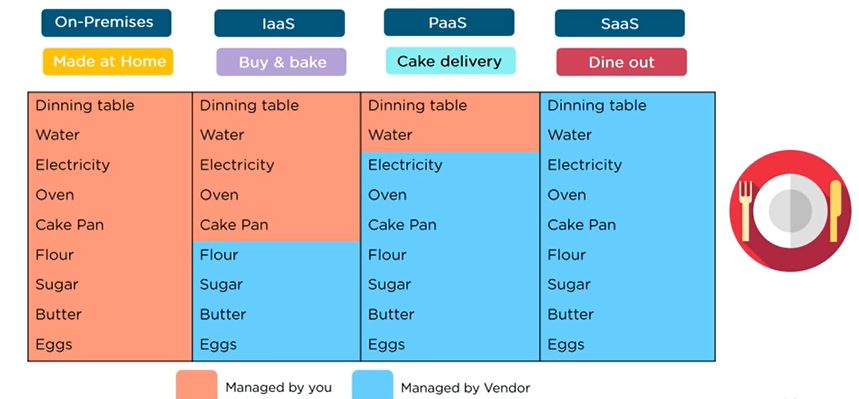 On-Premises IaaS PaaS SaaS
Made at Home Buy & bake Cake delivery Dine out
Dinning table Dinning table Dinning table Dinning table
Water Water Water Water
Electricity Electricity Electricity Electricity
Oven Oven Oven Oven
Cake Pan Cake Pan Cake Pan Cake Pan
Flour Flour Flour Flour
Sugar Sugar Sugar Sugar
Butter Butter Butter Butter
Eggs Eggs Eggs Eggs
Managed by you Managed by Vendor